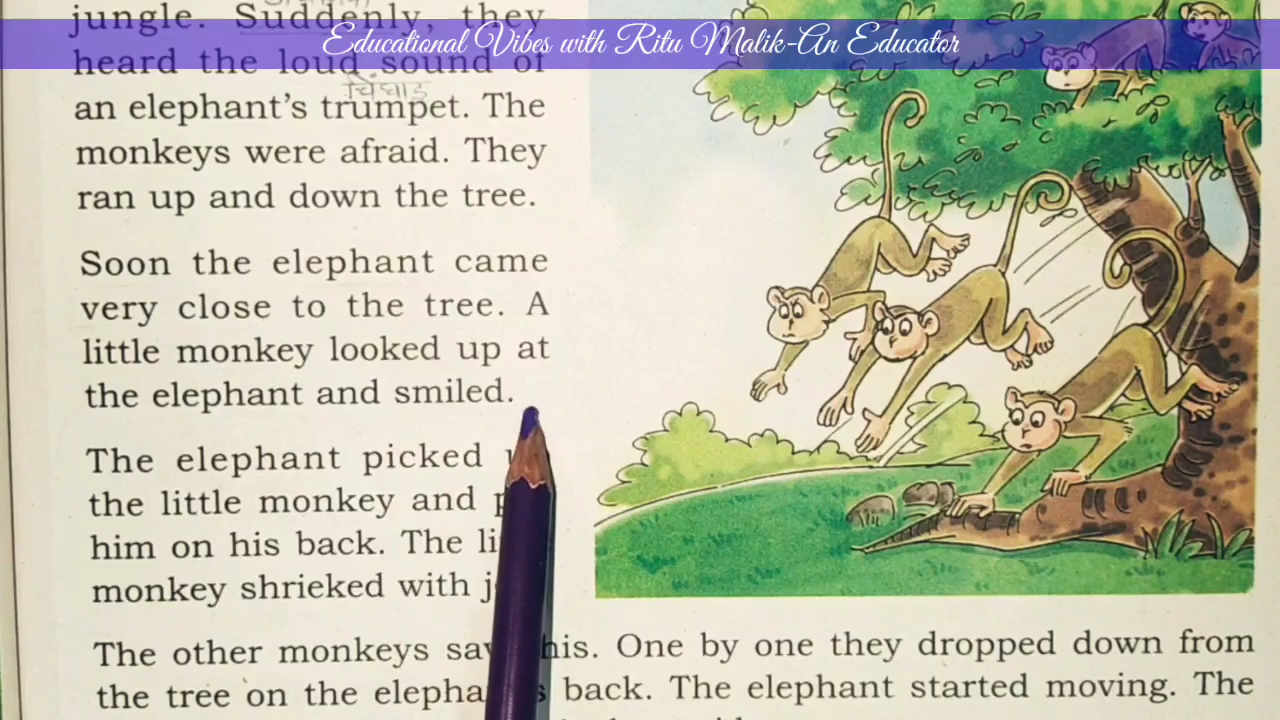 Educational Vibes with Ritu Malik-An Educator
jungle. Suddenly, they
heard the loud sound of
चिंघाड़
an elephant's trumpet. The
monkeys were afraid. They
ran up and down the tree.
Soon the elephant came
very close to the tree. A
little monkey looked up at
the elephant and smiled.
The elephant picked
the little monkey and
him on his back. The
monkey shrieked with
The other monkeys saw this. One by one they dropped down from
the tree on the elephant's back. The elephant started moving. The